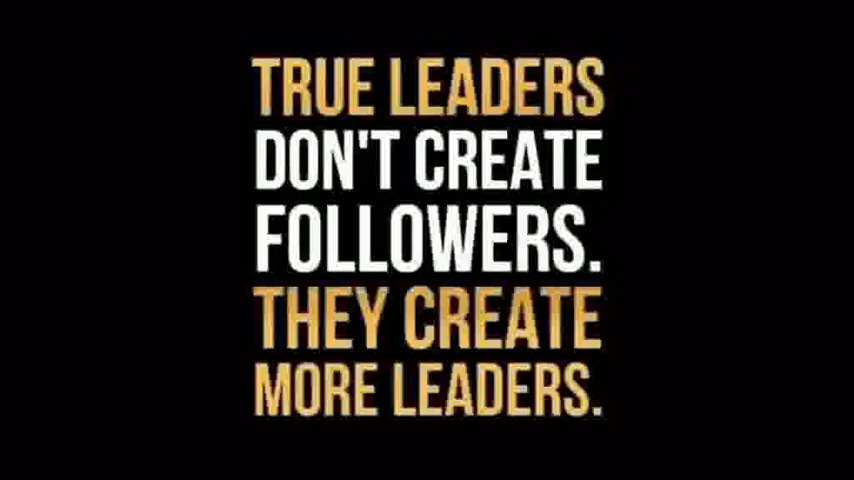 TRUE LEADERS
DON'T CREATE
FOLLOWERS.
THEY CREATE
MORE LEADERS.